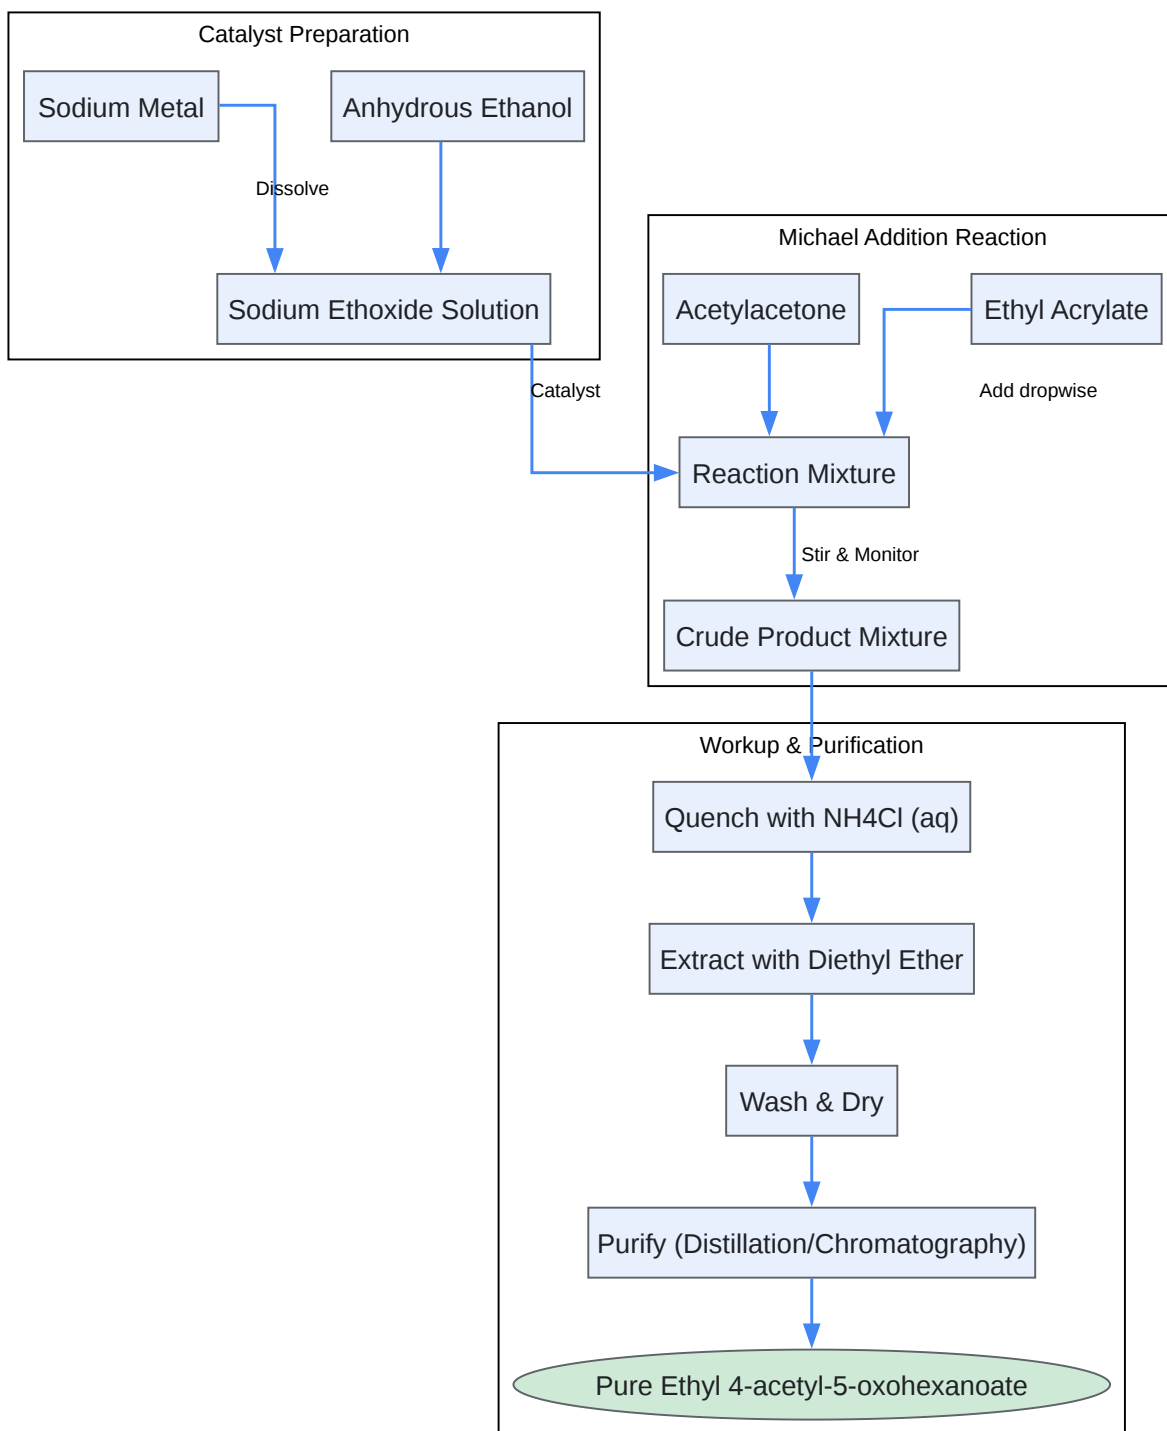 Catalyst Preparation
Sodium Metal
Anhydrous Ethanol
Dissolve
Sodium Ethoxide Solution
Catalyst
Michael Addition Reaction
Acetylacetone
Ethyl Acrylate
Add dropwise
Reaction Mixture
Stir & Monitor
Crude Product Mixture
Workup & Purification
Quench with NH4Cl (aq)
Extract with Diethyl Ether
Wash & Dry
Purify (Distillation/Chromatography)
Pure Ethyl 4-acetyl-5-oxohexanoate